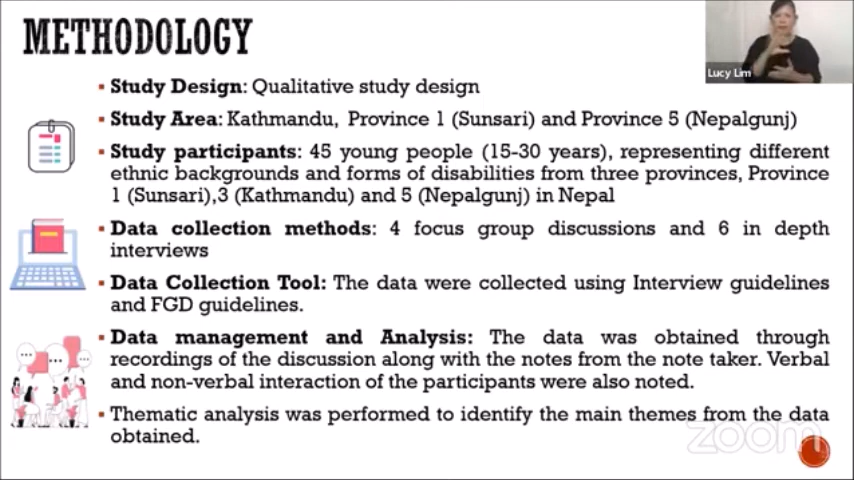 METHODOLOGY
Lucy Lim
▪ Study Design: Qualitative study design
▪ Study Area: Kathmandu, Province 1 (Sunsari) and Province 5 (Nepalgunj)
▪ Study participants: 45 young people (15-30 years), representing different
ethnic backgrounds and forms of disabilities from three provinces, Province
1 (Sunsari),3 (Kathmandu) and 5 (Nepalgunj) in Nepal
▪ Data collection methods: 4 focus group discussions and 6 in depth
interviews
▪ Data Collection Tool: The data were collected using Interview guidelines
and FGD guidelines.
▪ Data management and Analysis: The data was obtained through
recordings of the discussion along with the notes from the note taker. Verbal
and non-verbal interaction of the participants were also noted.
▪ Thematic analysis was performed to identify the main themes from the data
obtained.
zoom